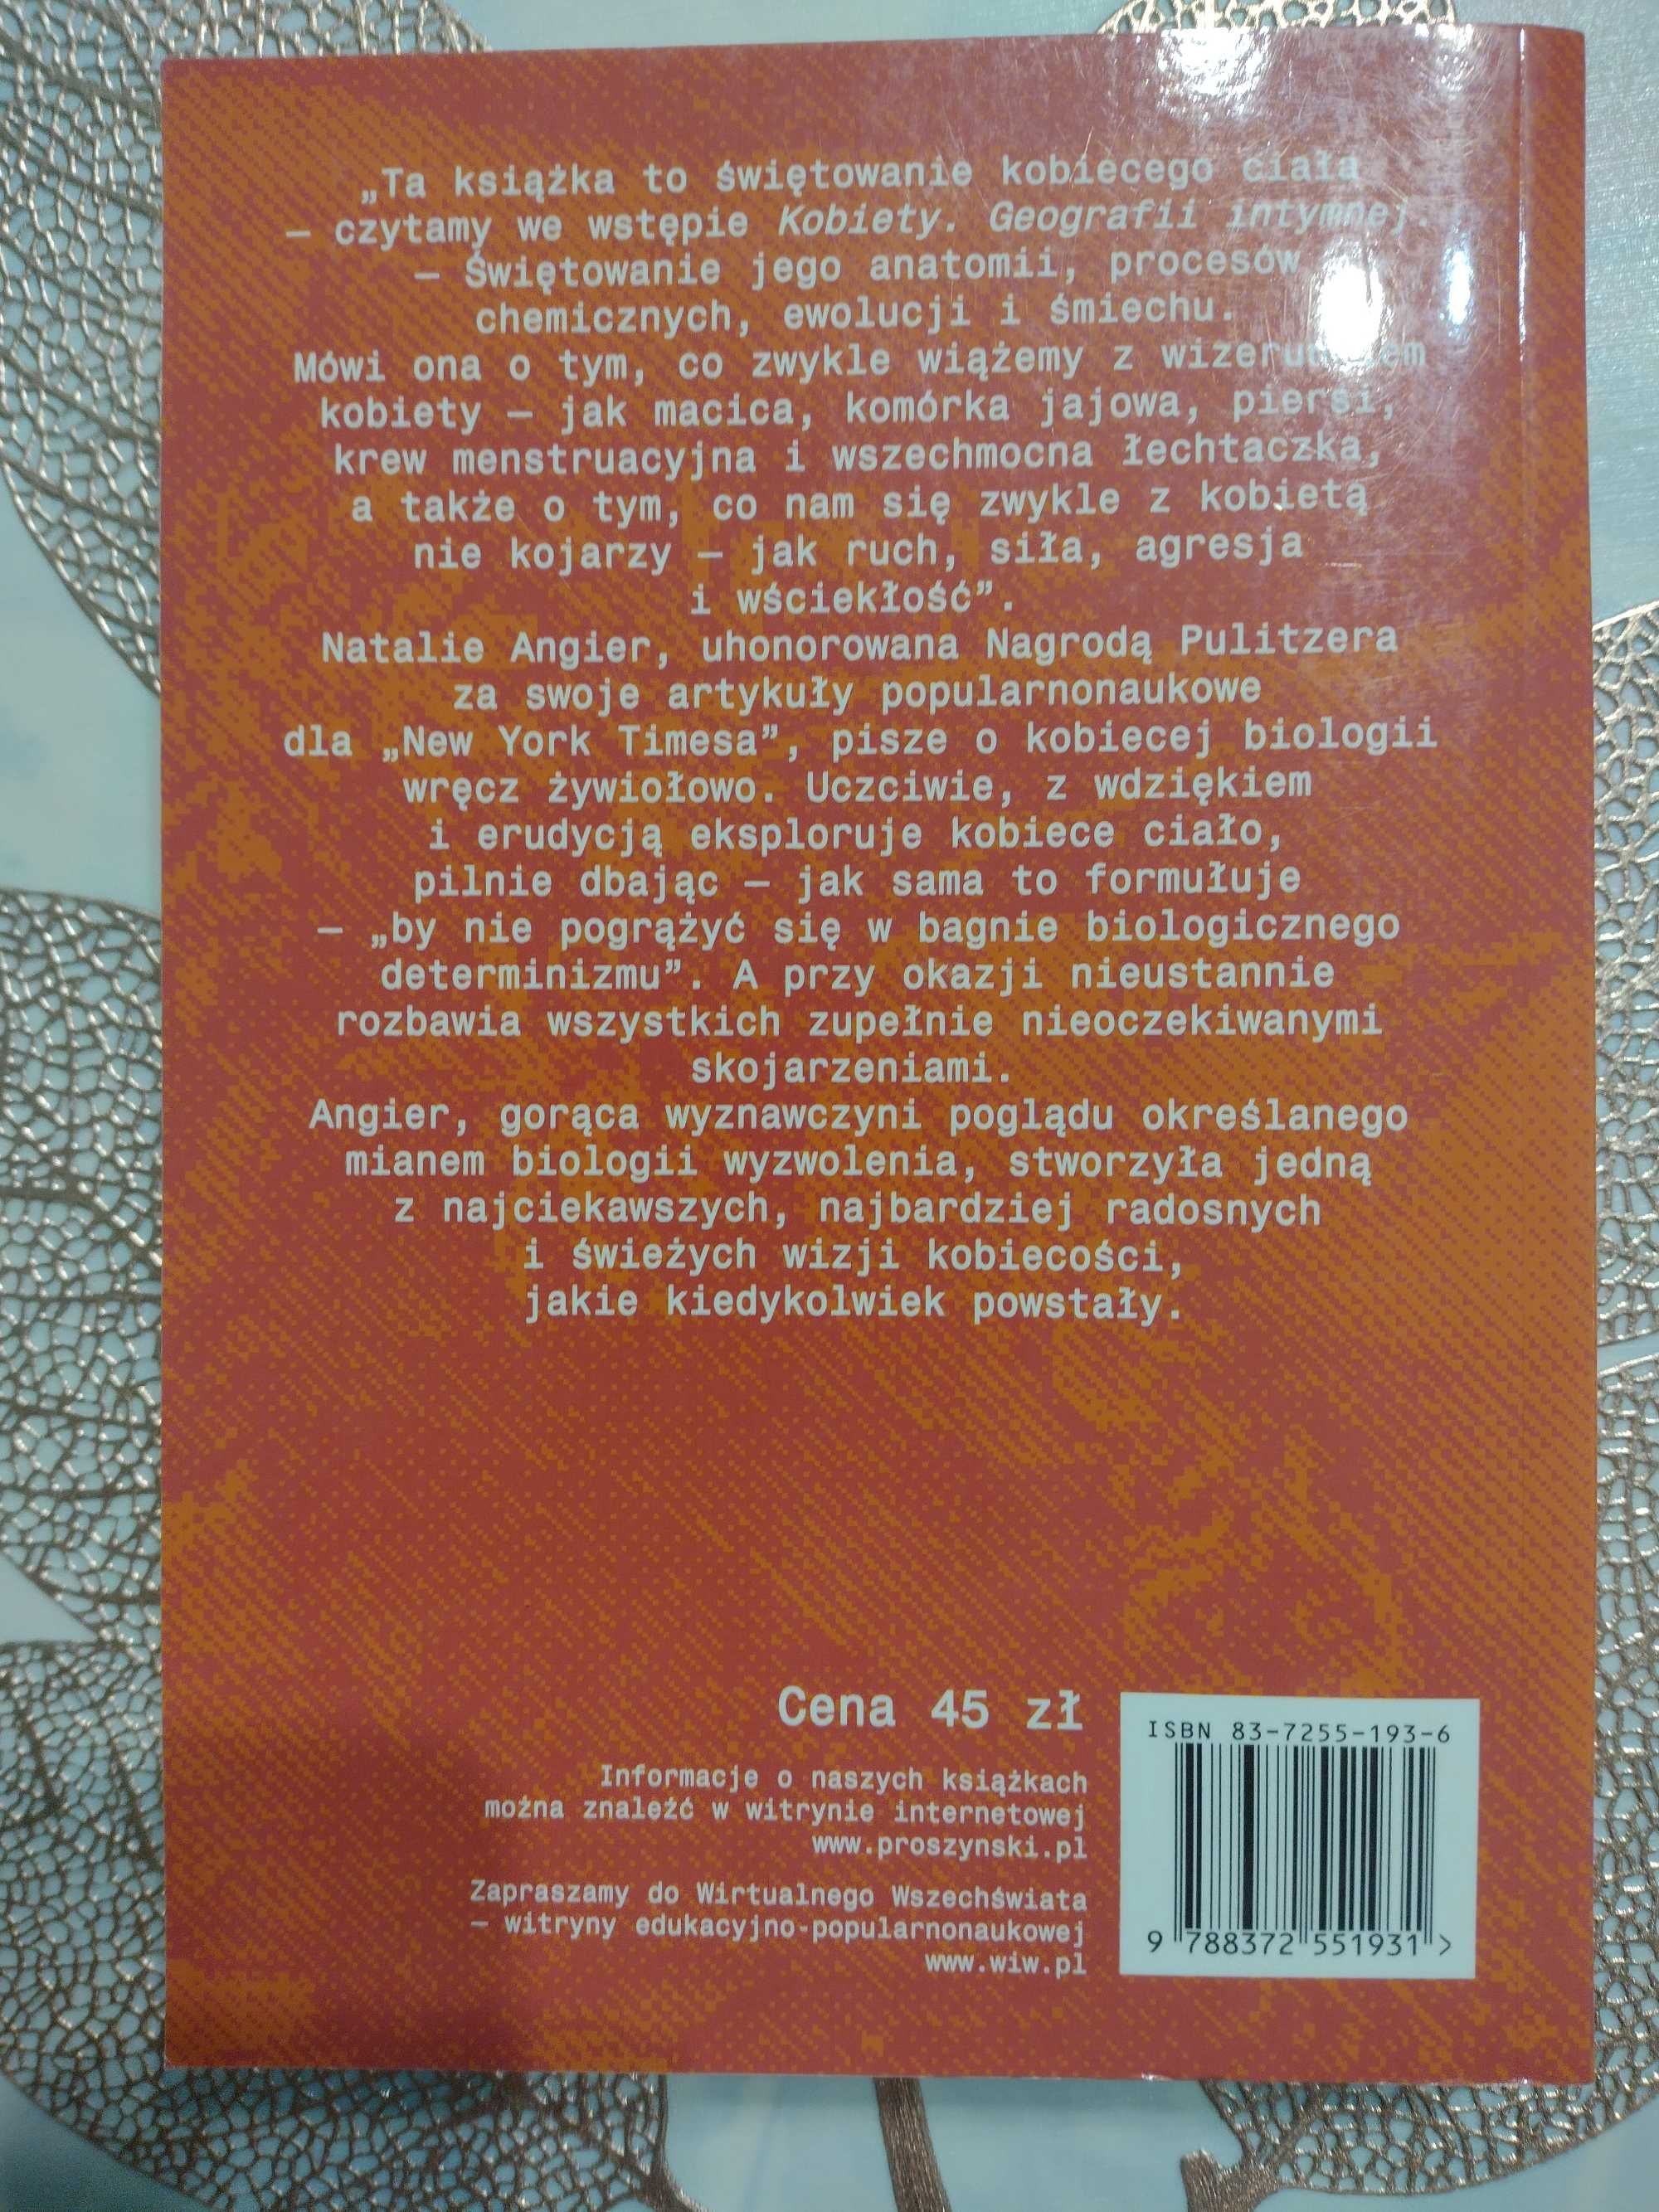 „Ta książka to świętowanie kobiecego ciała
– czytamy we wstępie Kobiety. Geografii intymnej.
– Świętowanie jego anatomii, procesów
chemicznych, ewolucji i śmiechu.
Mówi ona o tym, co zwykle wiążemy z wizerunkiem
kobiety – jak macica, komórka jajowa, piersi,
krew menstruacyjna i wszechmocna łechtaczka,
a także o tym, co nam się zwykle z kobietą
nie kojarzy – jak ruch, siła, agresja
i wściekłość”.
Natalie Angier, uhonorowana Nagrodą Pulitzera
za swoje artykuły popularnonaukowe
dla „New York Timesa”, pisze o kobiecej biologii
wręcz żywiołowo. Uczciwie, z wdziękiem
i erudycją eksploruje kobiece ciało,
pilnie dbając – jak sama to formułuje
– „by nie pogrążyć się w bagnie biologicznego
determinizmu”. A przy okazji nieustannie
rozbawia wszystkich zupełnie nieoczekiwanymi
skojarzeniami.
Angier, gorąca wyznawczyni poglądu określanego
mianem biologii wyzwolenia, stworzyła jedną
z najciekawszych, najbardziej radosnych
i świeżych wizji kobiecości,
jakie kiedykolwiek powstały.
Cena 45 zł
Informacje o naszych książkach
można znaleźć w witrynie internetowej
www.proszynski.pl
Zapraszamy do Wirtualnego Wszechświata
– witryny edukacyjno-popularnonaukowej
www.wiw.pl
ISBN 83-7255-193-6
9 788372 551931 >